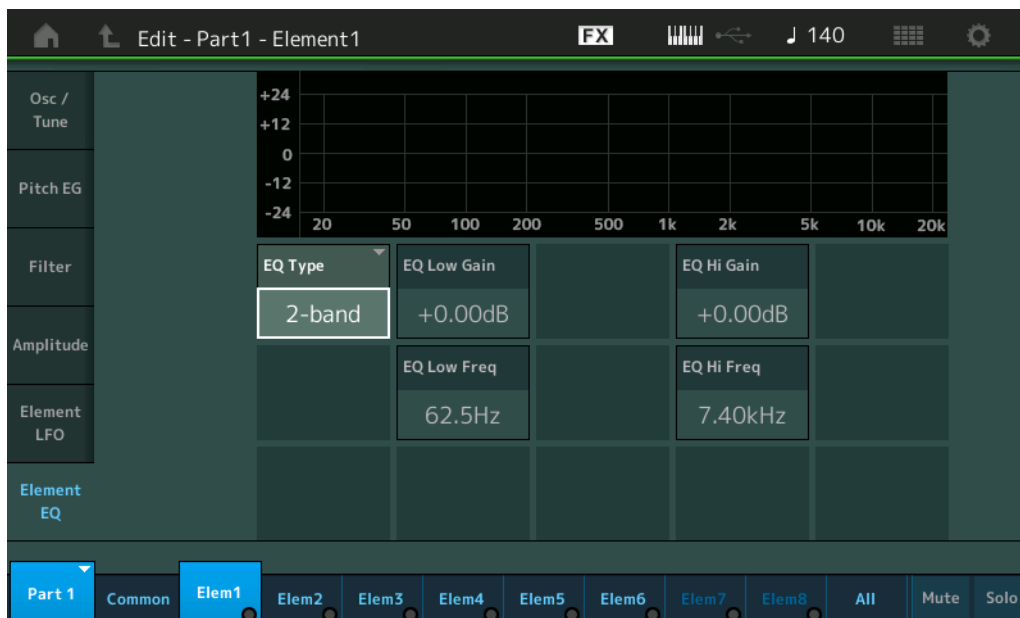 Edit - Part1 - Element1 FX ♩ 140
Osc /
Tune
Pitch EG
Filter
Amplitude
Element
LFO
Element
EQ
+24
+12
0
-12
-24
20 50 100 200 500 1k 2k 5k 10k 20k
EQ Type EQ Low Gain EQ Hi Gain
2-band +0.00dB +0.00dB
EQ Low Freq EQ Hi Freq
62.5Hz 7.40kHz
Part 1 Common Elem1 Elem2 Elem3 Elem4 Elem5 Elem6 Elem7 Elem8 All Mute Solo